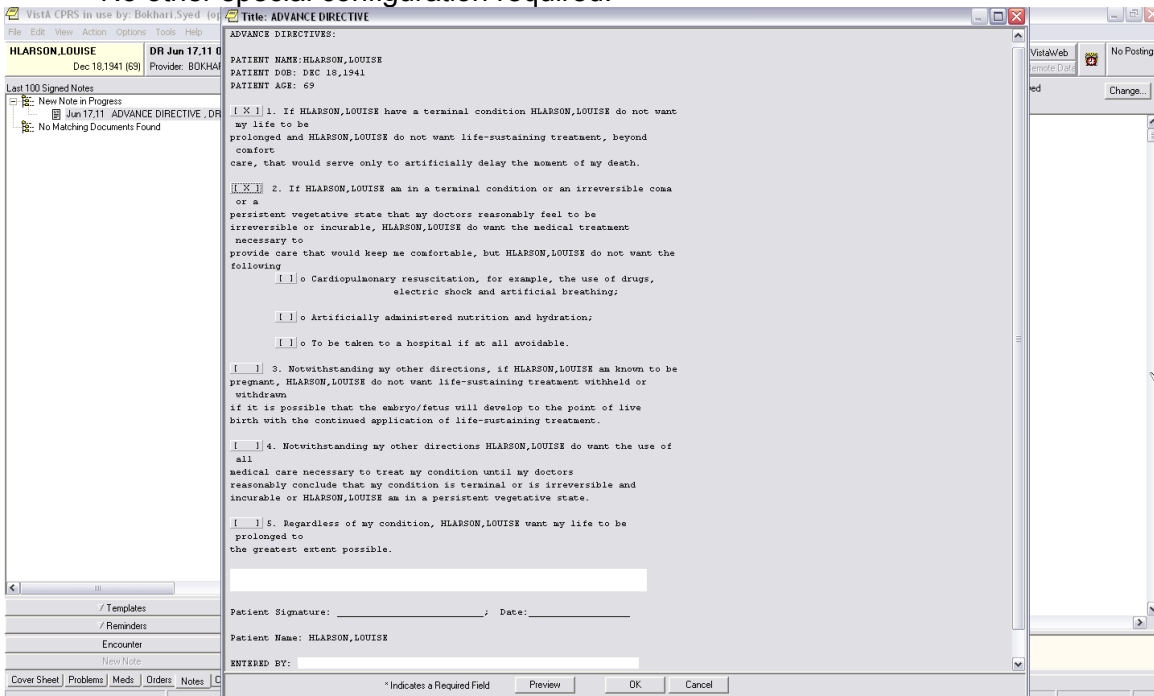 No other special configuration required.
VistA CPRS in use by: Bokhari,Syed (op
File Edit View Action Options Tools Help
HLARSON,LOUISE
Dec 18,1941 (69)
DR Jun 17,11 0
Provider: BOKHAR
Last 100 Signed Notes
New Note in Progress
Jun 17,11 ADVANCE DIRECTIVE , DR
No Matching Documents Found
/ Templates
/ Reminders
Encounter
New Note
Cover Sheet Problems Meds Orders Notes C
Title: ADVANCE DIRECTIVE
ADVANCE DIRECTIVES:
PATIENT NAME:HLARSON,LOUISE
PATIENT DOB: DEC 18,1941
PATIENT AGE: 69
[ X ] 1. If HLARSON,LOUISE have a terminal condition HLARSON,LOUISE do not want
my life to be
prolonged and HLARSON,LOUISE do not want life-sustaining treatment, beyond
comfort
care, that would serve only to artificially delay the moment of my death.
[ X ] 2. If HLARSON,LOUISE am in a terminal condition or an irreversible coma
or a
persistent vegetative state that my doctors reasonably feel to be
irreversible or incurable, HLARSON,LOUISE do want the medical treatment
necessary to
provide care that would keep me comfortable, but HLARSON,LOUISE do not want the
following
[ ] o Cardiopulmonary resuscitation, for example, the use of drugs,
electric shock and artificial breathing;
[ ] o Artificially administered nutrition and hydration;
[ ] o To be taken to a hospital if at all avoidable.
[ ] 3. Notwithstanding my other directions, if HLARSON,LOUISE am known to be
pregnant, HLARSON,LOUISE do not want life-sustaining treatment withheld or
withdrawn
if it is possible that the embryo/fetus will develop to the point of live
birth with the continued application of life-sustaining treatment.
[ ] 4. Notwithstanding my other directions HLARSON,LOUISE do want the use of
all
medical care necessary to treat my condition until my doctors
reasonably conclude that my condition is terminal or is irreversible and
incurable or HLARSON,LOUISE am in a persistent vegetative state.
[ ] 5. Regardless of my condition, HLARSON,LOUISE want my life to be
prolonged to
the greatest extent possible.
Patient Signature: ____________________; Date:______________
Patient Name: HLARSON,LOUISE
ENTERED BY:
* Indicates a Required Field Preview OK Cancel
VistaWeb
Remote Data
No Posting
ed
Change...